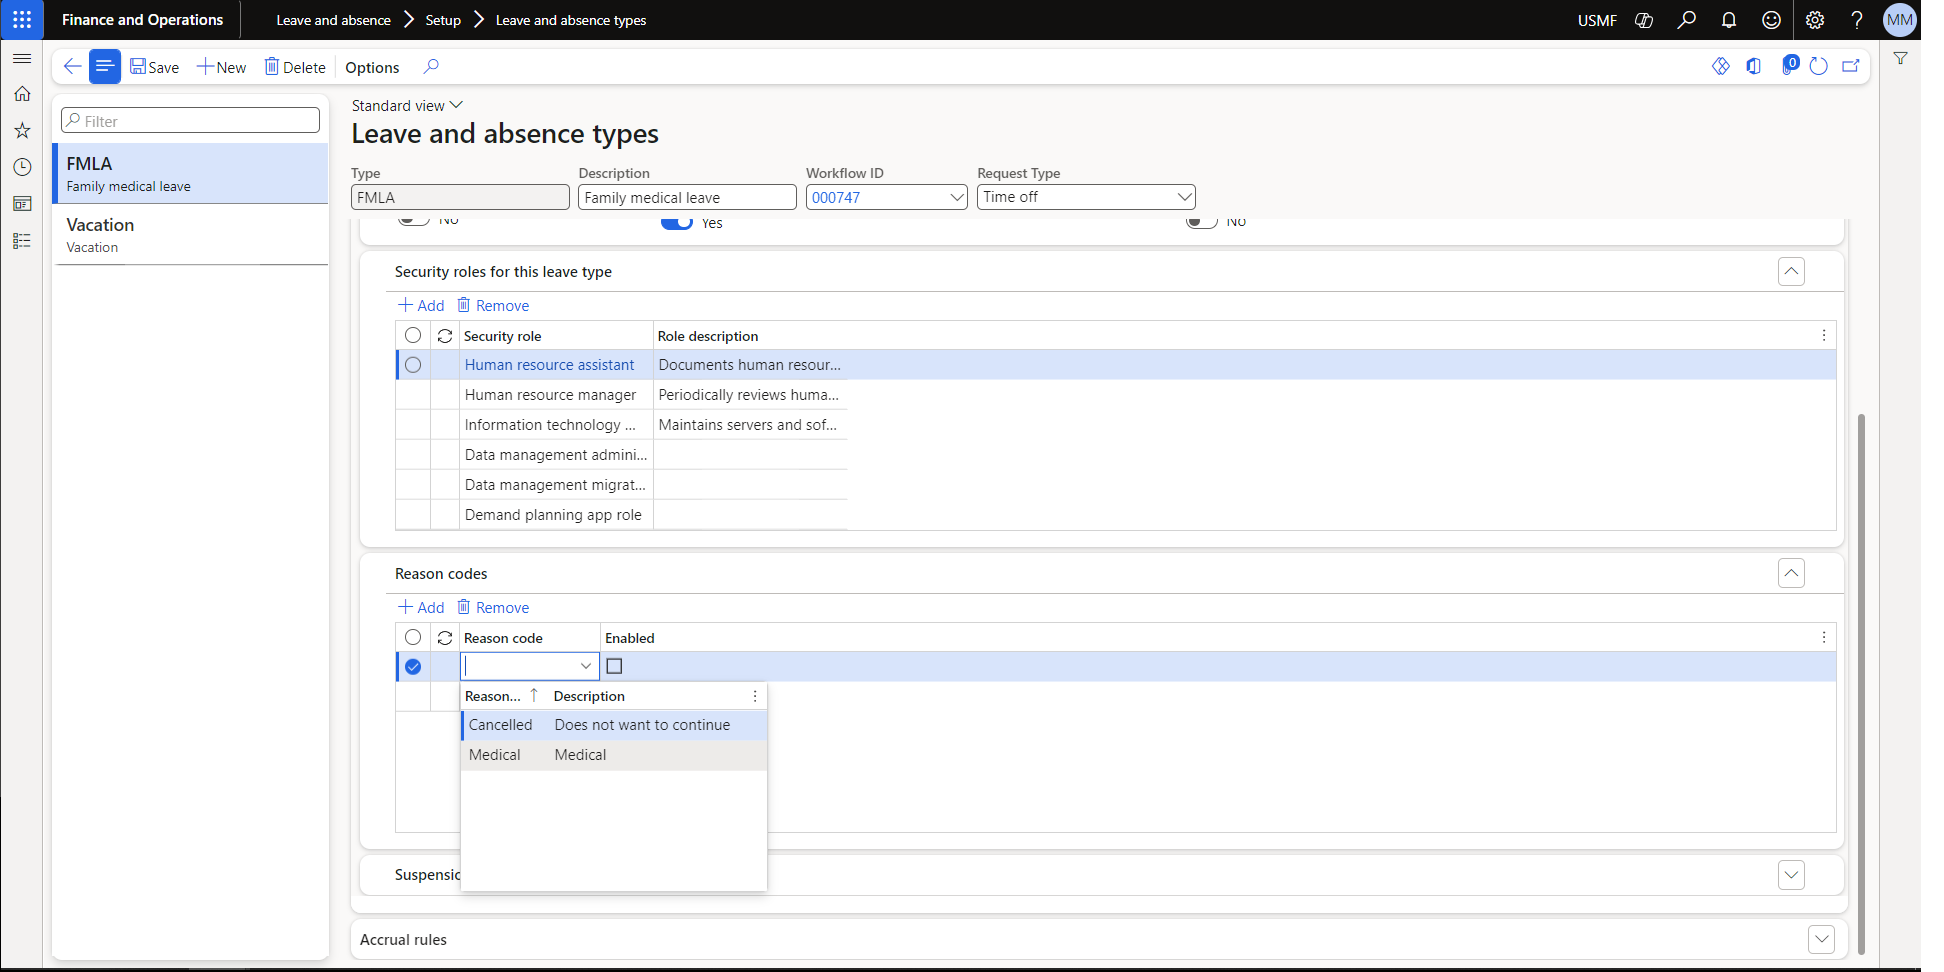 Finance and Operations
Leave and absence
Setup
Leave and absence types
USMF
MM
Save
New
Delete
Options
0
Filter
FMLA
Family medical leave
Vacation
Vacation
Standard view
Leave and absence types
Type
Description
Workflow ID
Request Type
FMLA
Family medical leave
000747
Time off
No
Yes
No
Security roles for this leave type
Add
Remove
Security role
Role description
Human resource assistant
Documents human resour...
Human resource manager
Periodically reviews huma...
Information technology ...
Maintains servers and sof...
Data management admini...
Data management migrat...
Demand planning app role
Reason codes
Add
Remove
Reason code
Enabled
Reason...
Description
Cancelled
Does not want to continue
Medical
Medical
Suspensic
Accrual rules